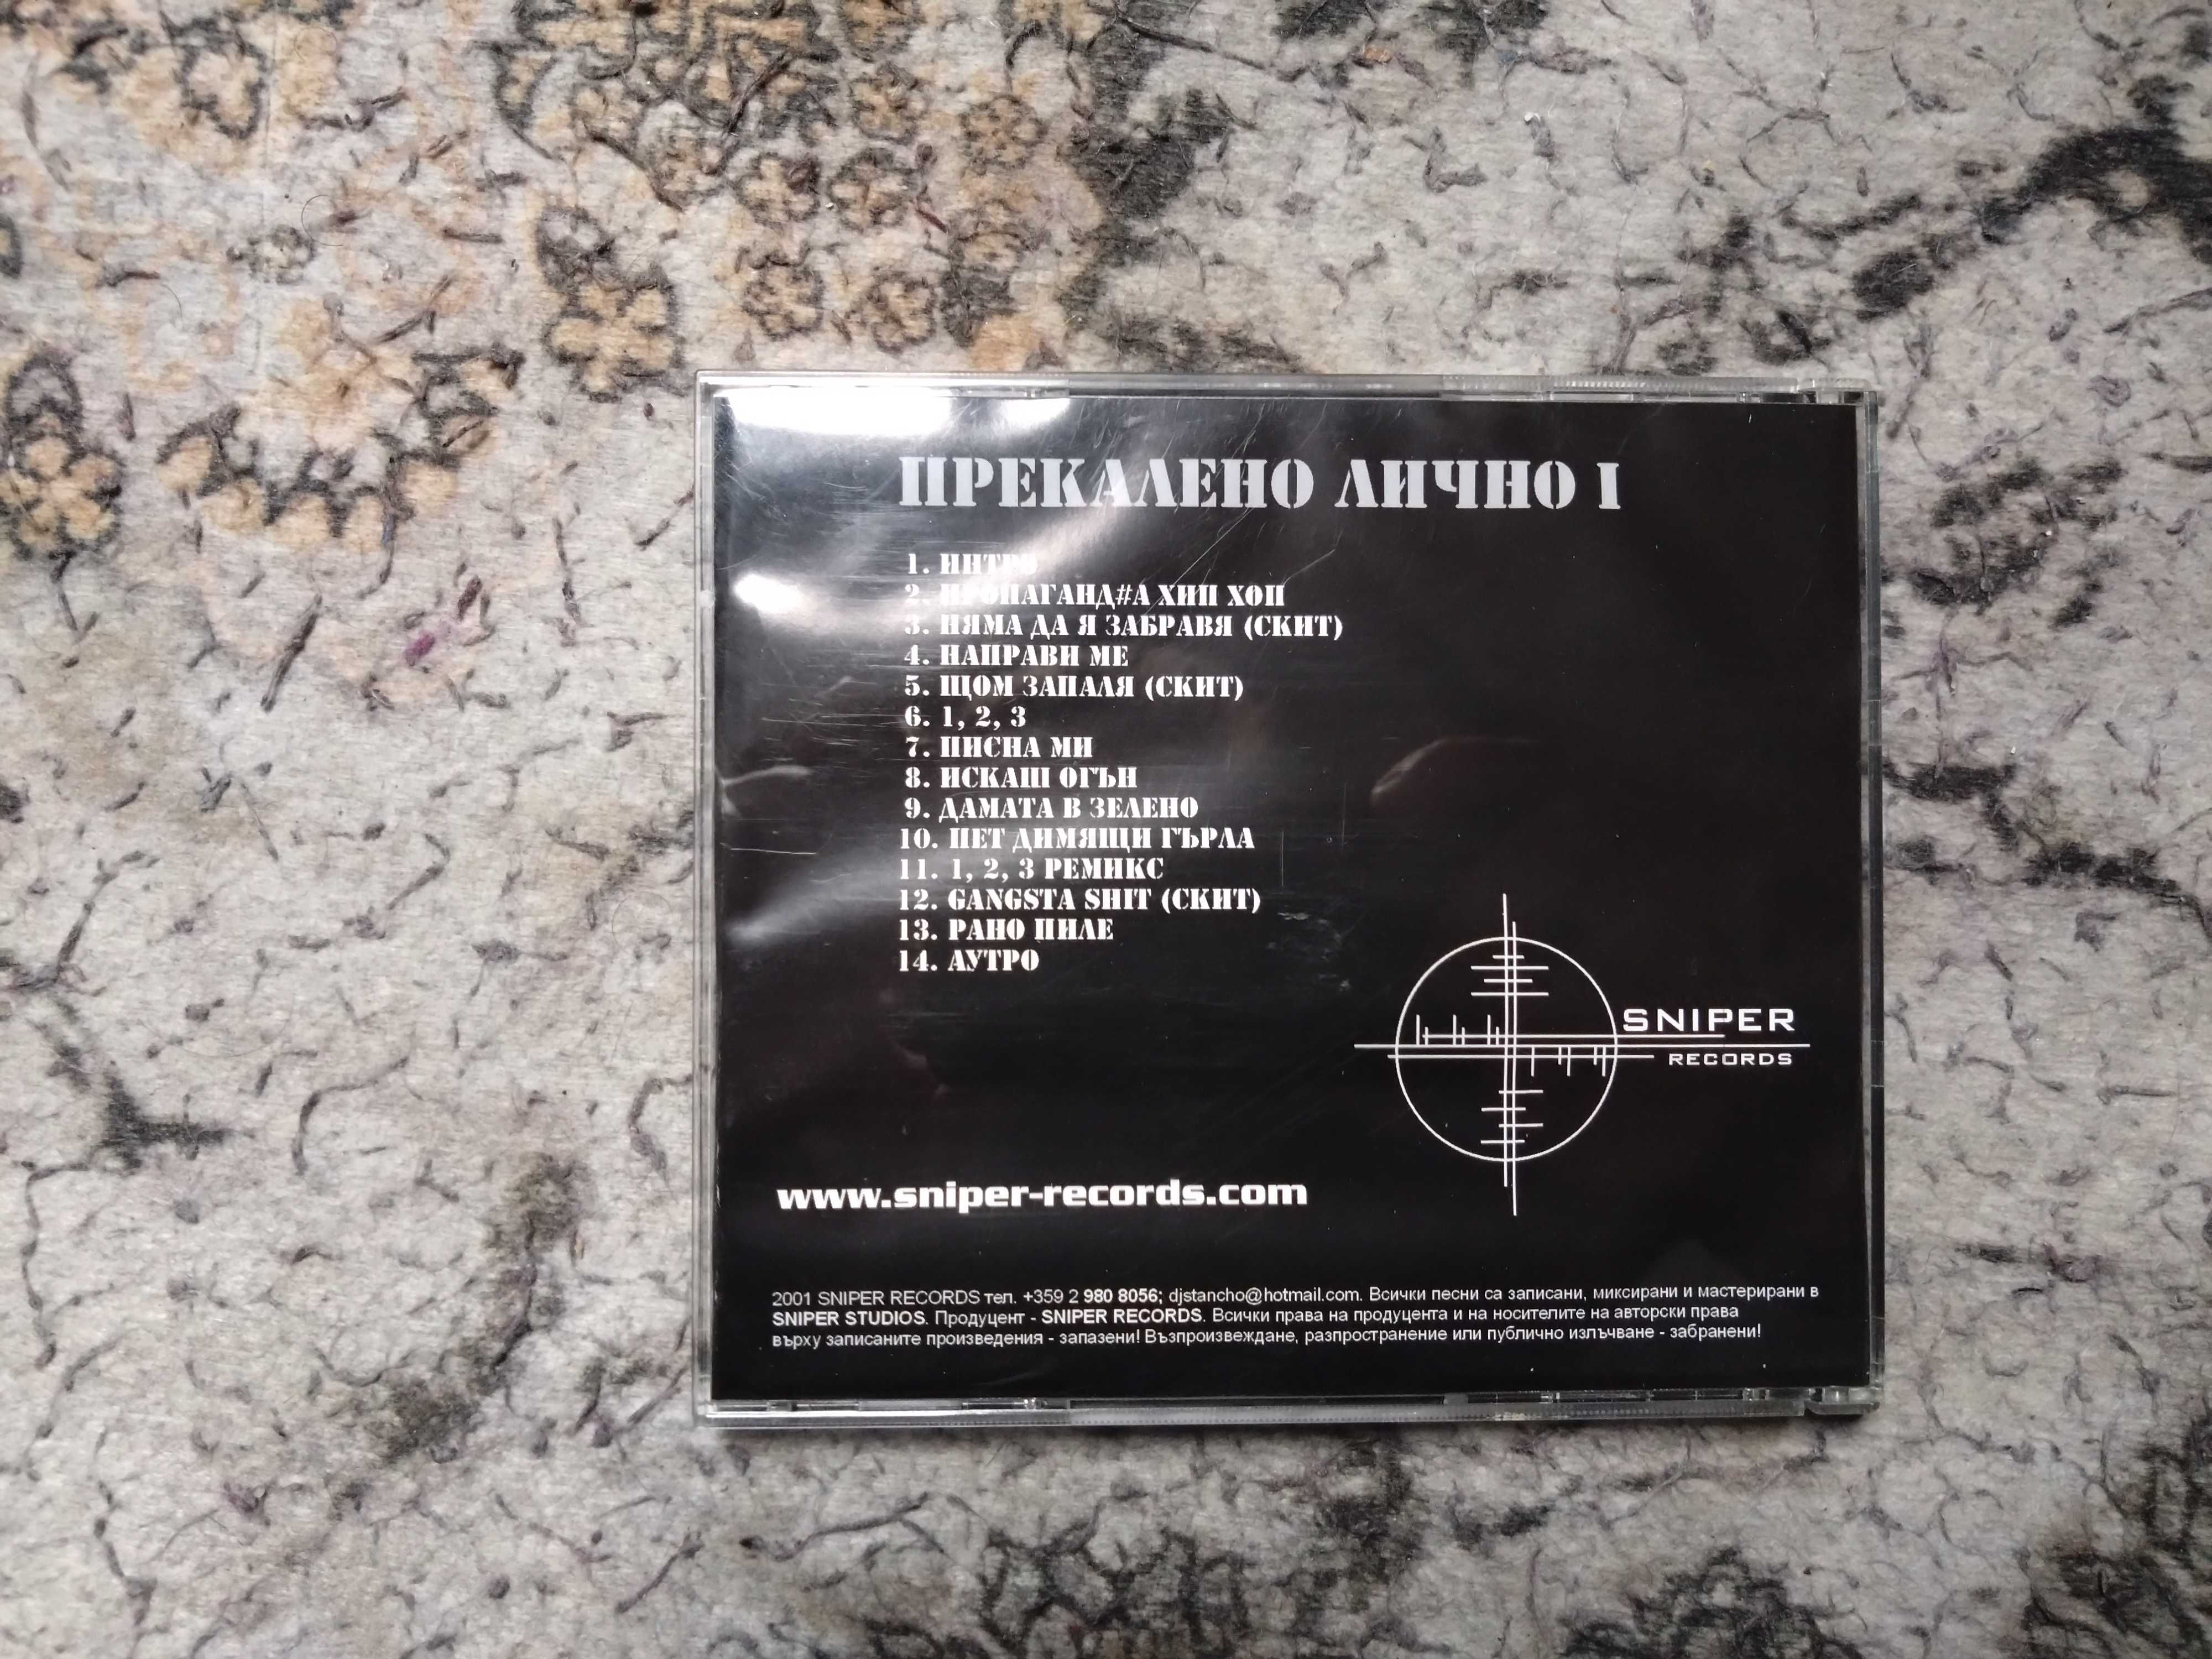 ПРЕКАЛЕНО ЛИЧНО I
1. ИНТРО
2. ПРОПАГАНД#А ХИП ХОП
3. НЯМА ДА Я ЗАБРАВЯ (СКИТ)
4. НАПРАВИ МЕ
5. ЩОМ ЗАПАЛЯ (СКИТ)
6. 1, 2, 3
7. ПИСНА МИ
8. ИСКАШ ОГЪН
9. ДАМАТА В ЗЕЛЕНО
10. ПЕТ ДИМЯЩИ ГЪРЛА
11. 1, 2, 3 РЕМИКС
12. GANGSTA SHIT (СКИТ)
13. РАНО ПИЛЕ
14. АУТРО
SNIPER
RECORDS
www.sniper-records.com
2001 SNIPER RECORDS тел. +359 2 980 8056; djstancho@hotmail.com. Всички песни са записани, миксирани и мастерирани в
SNIPER STUDIOS. Продуцент - SNIPER RECORDS. Всички права на продуцента и на носителите на авторски права
върху записаните произведения - запазени! Възпроизвеждане, разпространение или публично излъчване - забранени!